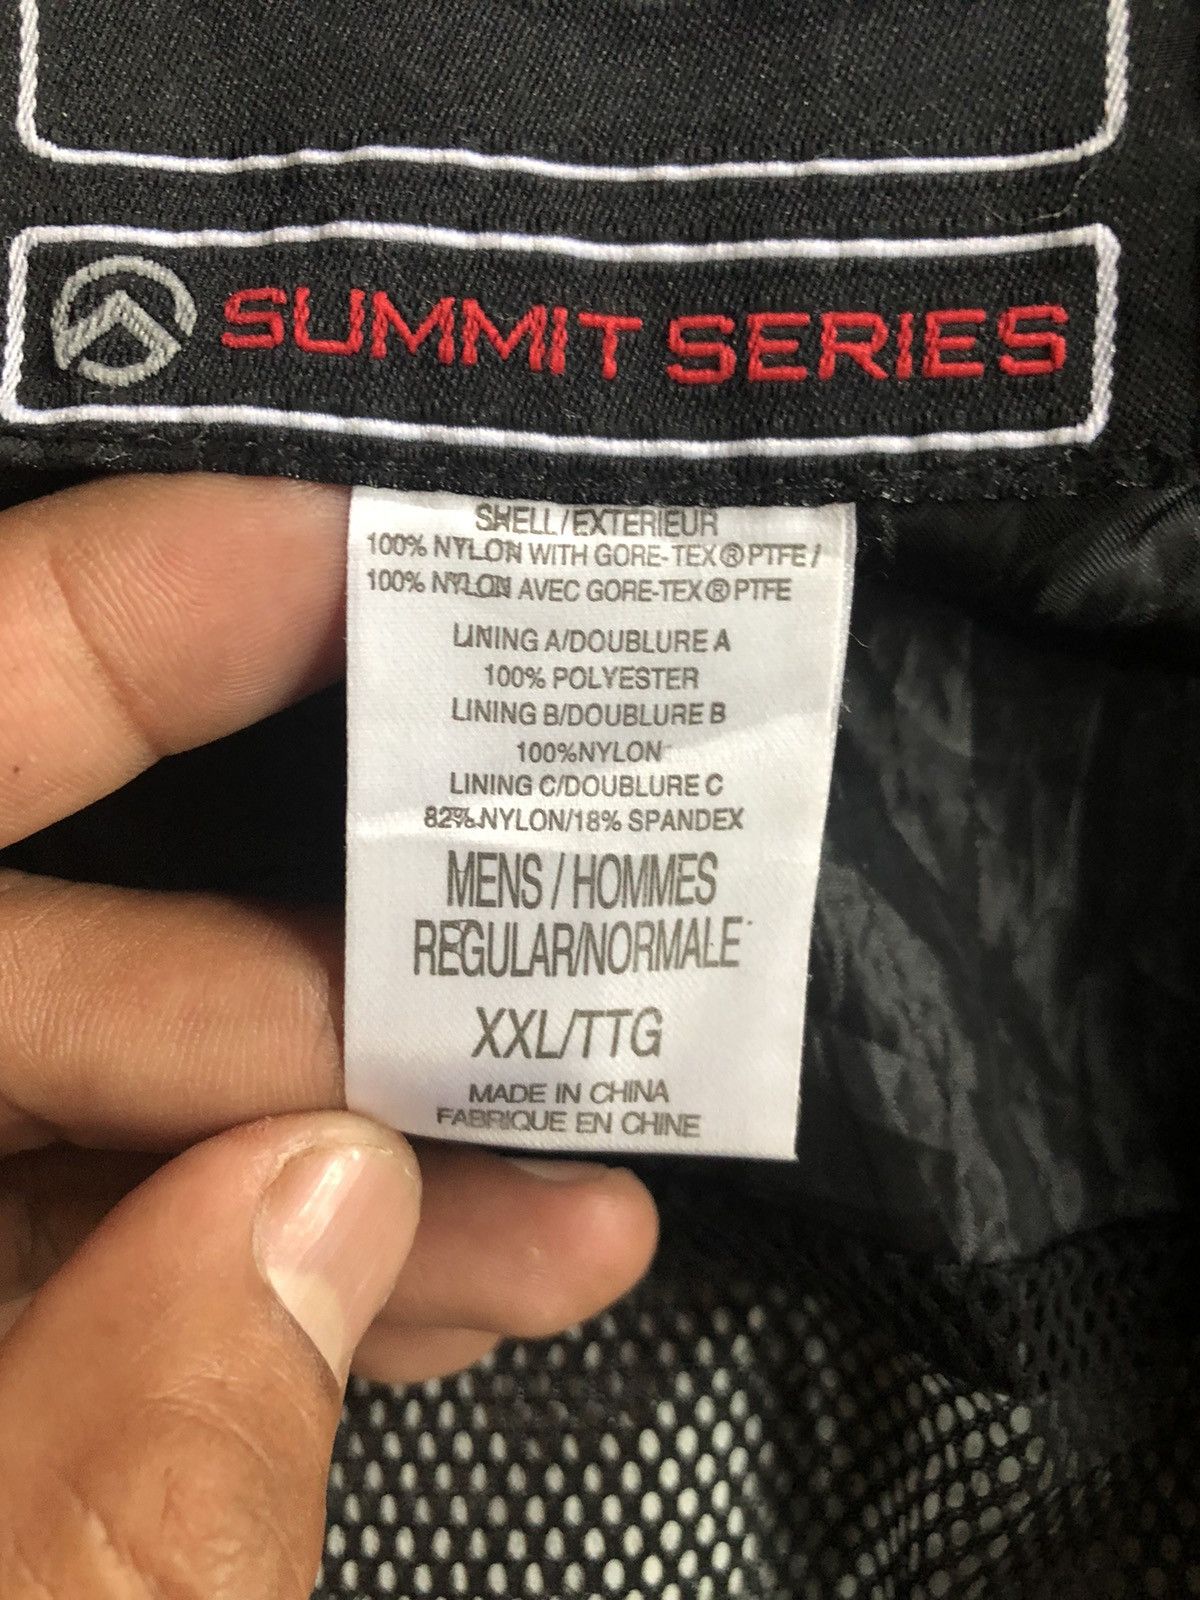 SUMMIT SERIES
SHELL/EXTERIEUR
100% NYLON WITH GORE-TEX®PTFE/
100% NYLON AVEC GORE-TEX®PTFE
LINING A/DOUBLURE A
100% POLYESTER
LINING B/DOUBLURE B
100%NYLON
LINING C/DOUBLURE C
82%NYLON/18% SPANDEX
MENS / HOMMES
REGULAR/NORMALE
XXL/TTG
MADE IN CHINA
FABRIQUE EN CHINE